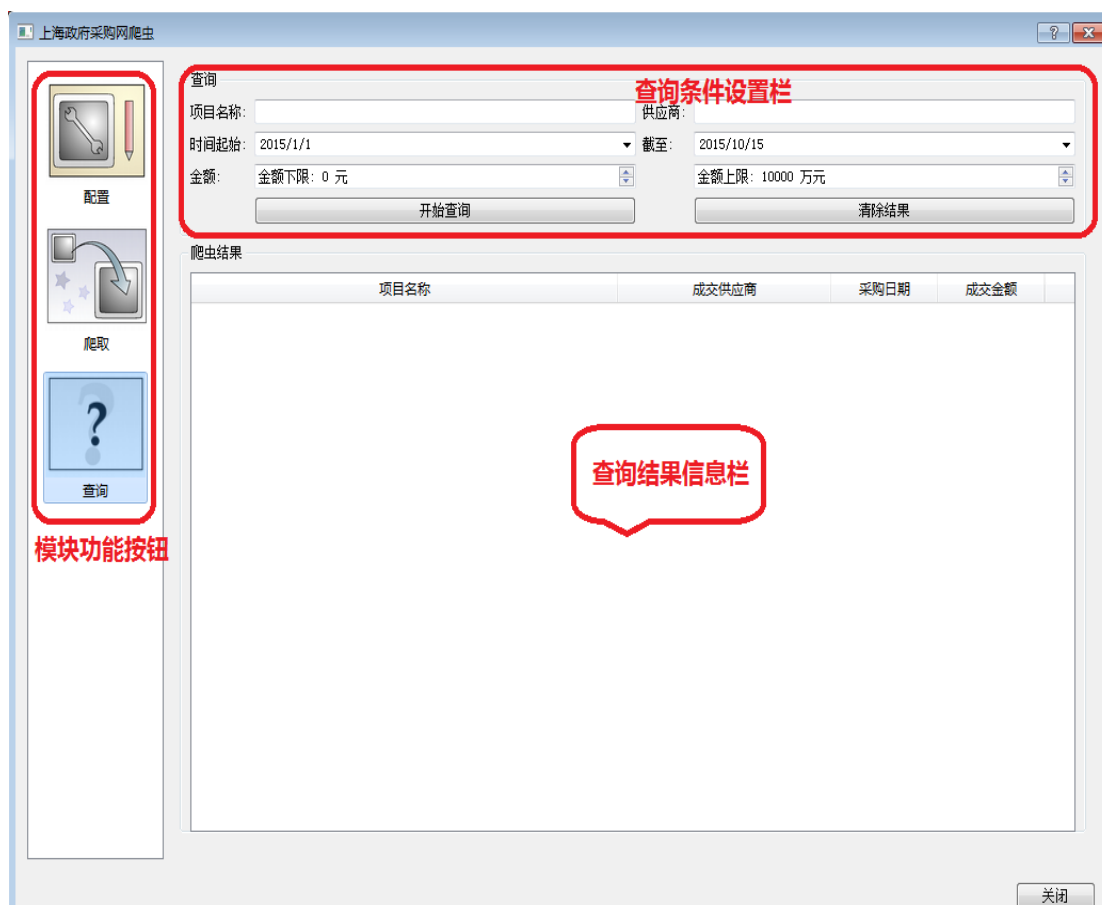 上海政府采购网爬虫
查询
查询条件设置栏
项目名称:
供应商:
时间起始: 2015/1/1
截至: 2015/10/15
金额: 金额下限: 0 元
金额上限: 10000 万元
开始查询
清除结果
配置
爬取
查询
模块功能按钮
爬虫结果
项目名称 成交供应商 采购日期 成交金额
查询结果信息栏
关闭